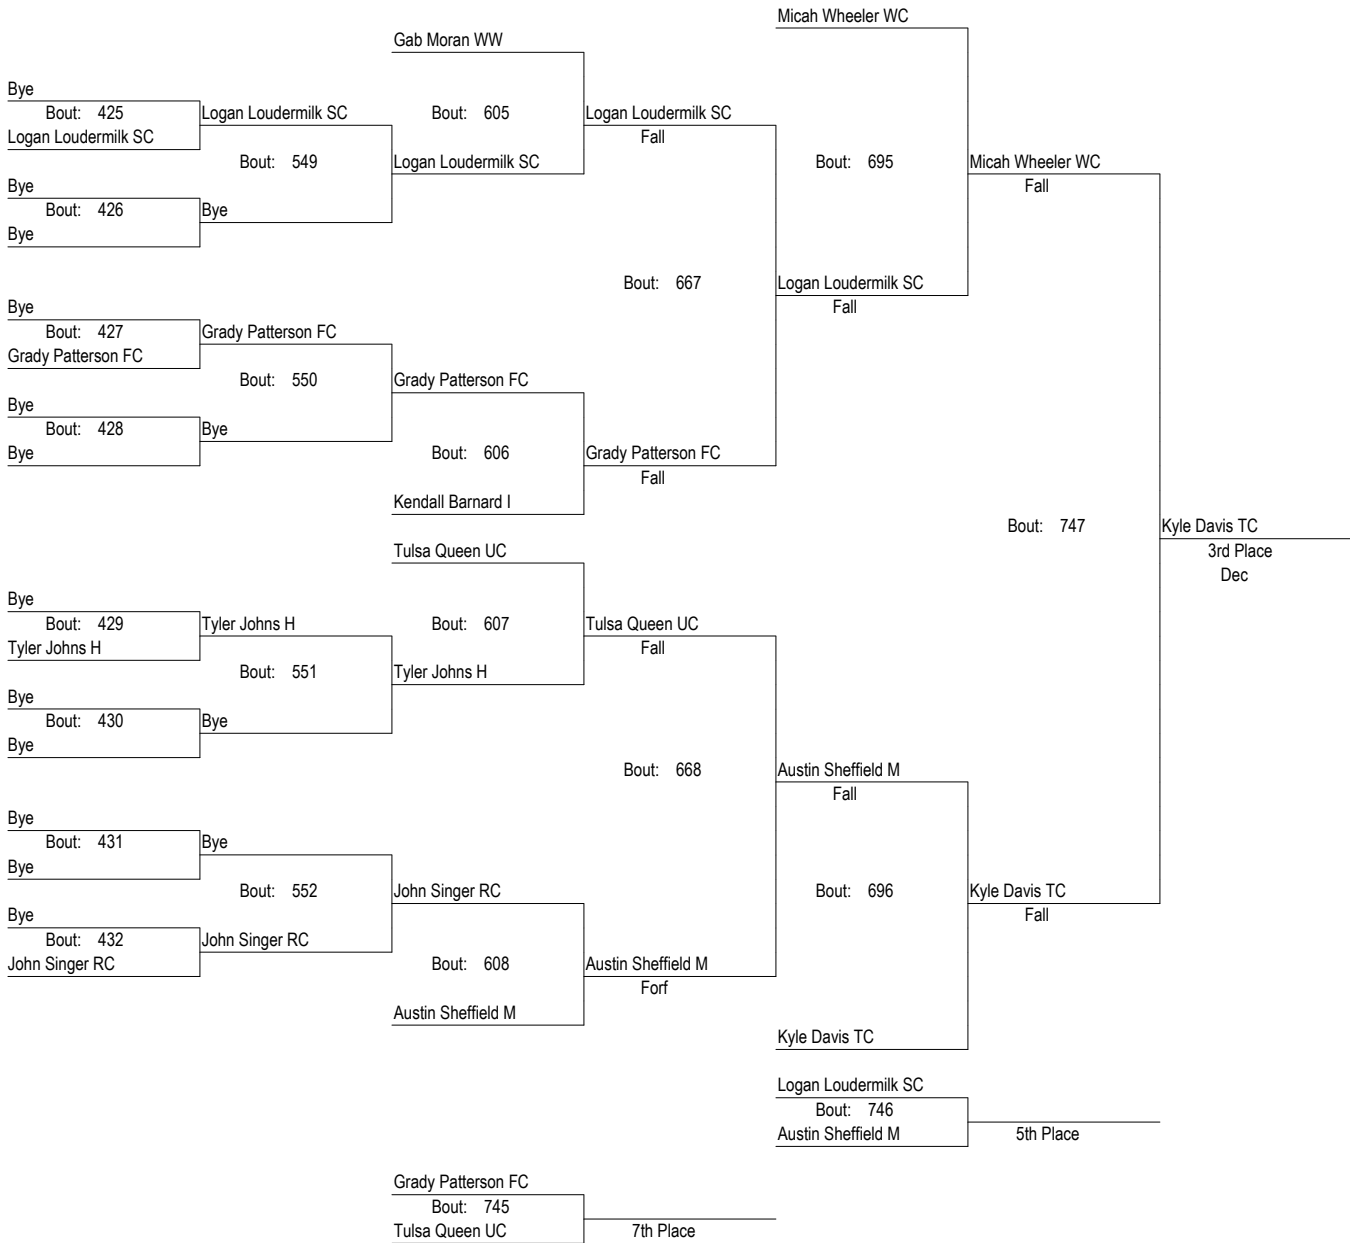 Micah Wheeler WC
Gab Moran WW
Bye
Bout: 425 Logan Loudermilk SC Bout: 605 Logan Loudermilk SC
Logan Loudermilk SC Fall
Bout: 549 Logan Loudermilk SC Bout: 695 Micah Wheeler WC
Bye Fall
Bout: 426 Bye
Bye
Bout: 667 Logan Loudermilk SC
Bye Fall
Bout: 427 Grady Patterson FC
Grady Patterson FC
Bout: 550 Grady Patterson FC
Bye
Bout: 428 Bye
Bye Bout: 606 Grady Patterson FC
Fall
Kendall Barnard I
Bout: 747 Kyle Davis TC
Tulsa Queen UC 3rd Place
Dec
Bye
Bout: 429 Tyler Johns H Bout: 607 Tulsa Queen UC
Tyler Johns H Fall
Bout: 551 Tyler Johns H
Bye
Bout: 430 Bye
Bye
Bout: 668 Austin Sheffield M
Fall
Bye
Bout: 431 Bye
Bye
Bout: 552 John Singer RC Bout: 696 Kyle Davis TC
Bye Fall
Bout: 432 John Singer RC
John Singer RC Bout: 608 Austin Sheffield M
Forf
Austin Sheffield M
Kyle Davis TC
Logan Loudermilk SC
Bout: 746
Austin Sheffield M 5th Place
Grady Patterson FC
Bout: 745
Tulsa Queen UC 7th Place